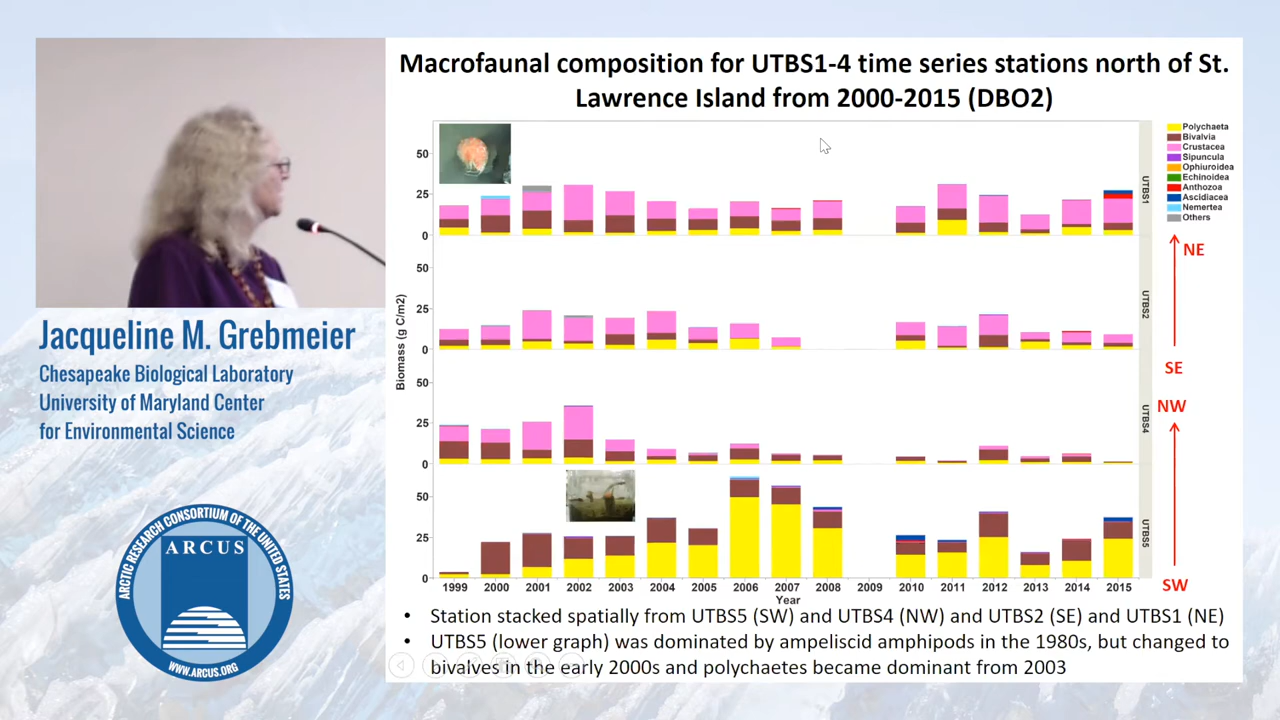 Macrofaunal composition for UTBS1-4 time series stations north of St.
Lawrence Island from 2000-2015 (DBO2)
Polychaeta
Bivalvia
Crustacea
Sipuncula
Ophiuroidea
Echinoidea
Anthozoa
Ascidiacea
Nemertea
Others
50
25
0
UTBS1
NE
50
25
0
UTBS2
SE
Biomass (g C/m2)
NW
50
25
0
UTBS4
50
25
0
UTBS5
SW
1999 2000 2001 2002 2003 2004 2005 2006 2007 2008 2009 2010 2011 2012 2013 2014 2015
Year
• Station stacked spatially from UTBS5 (SW) and UTBS4 (NW) and UTBS2 (SE) and UTBS1 (NE)
• UTBS5 (lower graph) was dominated by ampeliscid amphipods in the 1980s, but changed to
bivalves in the early 2000s and polychaetes became dominant from 2003
Jacqueline M. Grebmeier
Chesapeake Biological Laboratory
University of Maryland Center
for Environmental Science
ARCTIC RESEARCH CONSORTIUM OF THE UNITED STATES
ARCUS
WWW.ARCUS.ORG